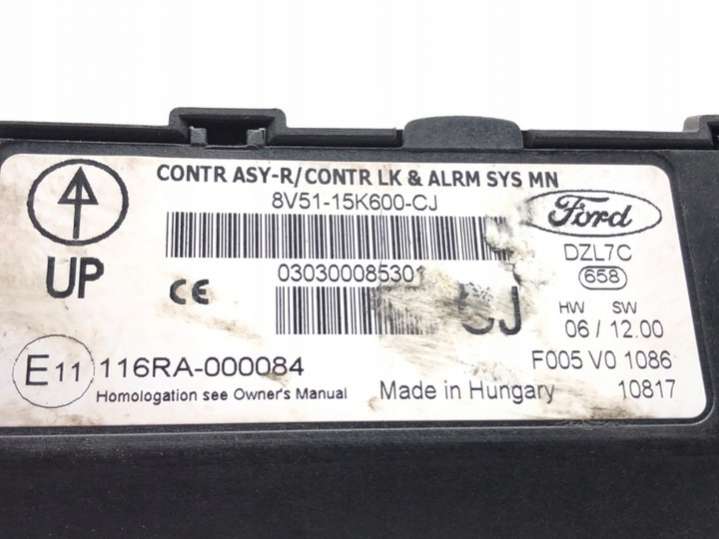 CONTR ASY-R/CONTR LK & ALRM SYS MN
8V51-15K600-CJ
Ford
UP
030300085301
CE
CJ
DZL7C
658
HW SW
06 / 12.00
E11 116RA-000084
Homologation see Owner's Manual
Made in Hungary
F005 V0 1086
10817